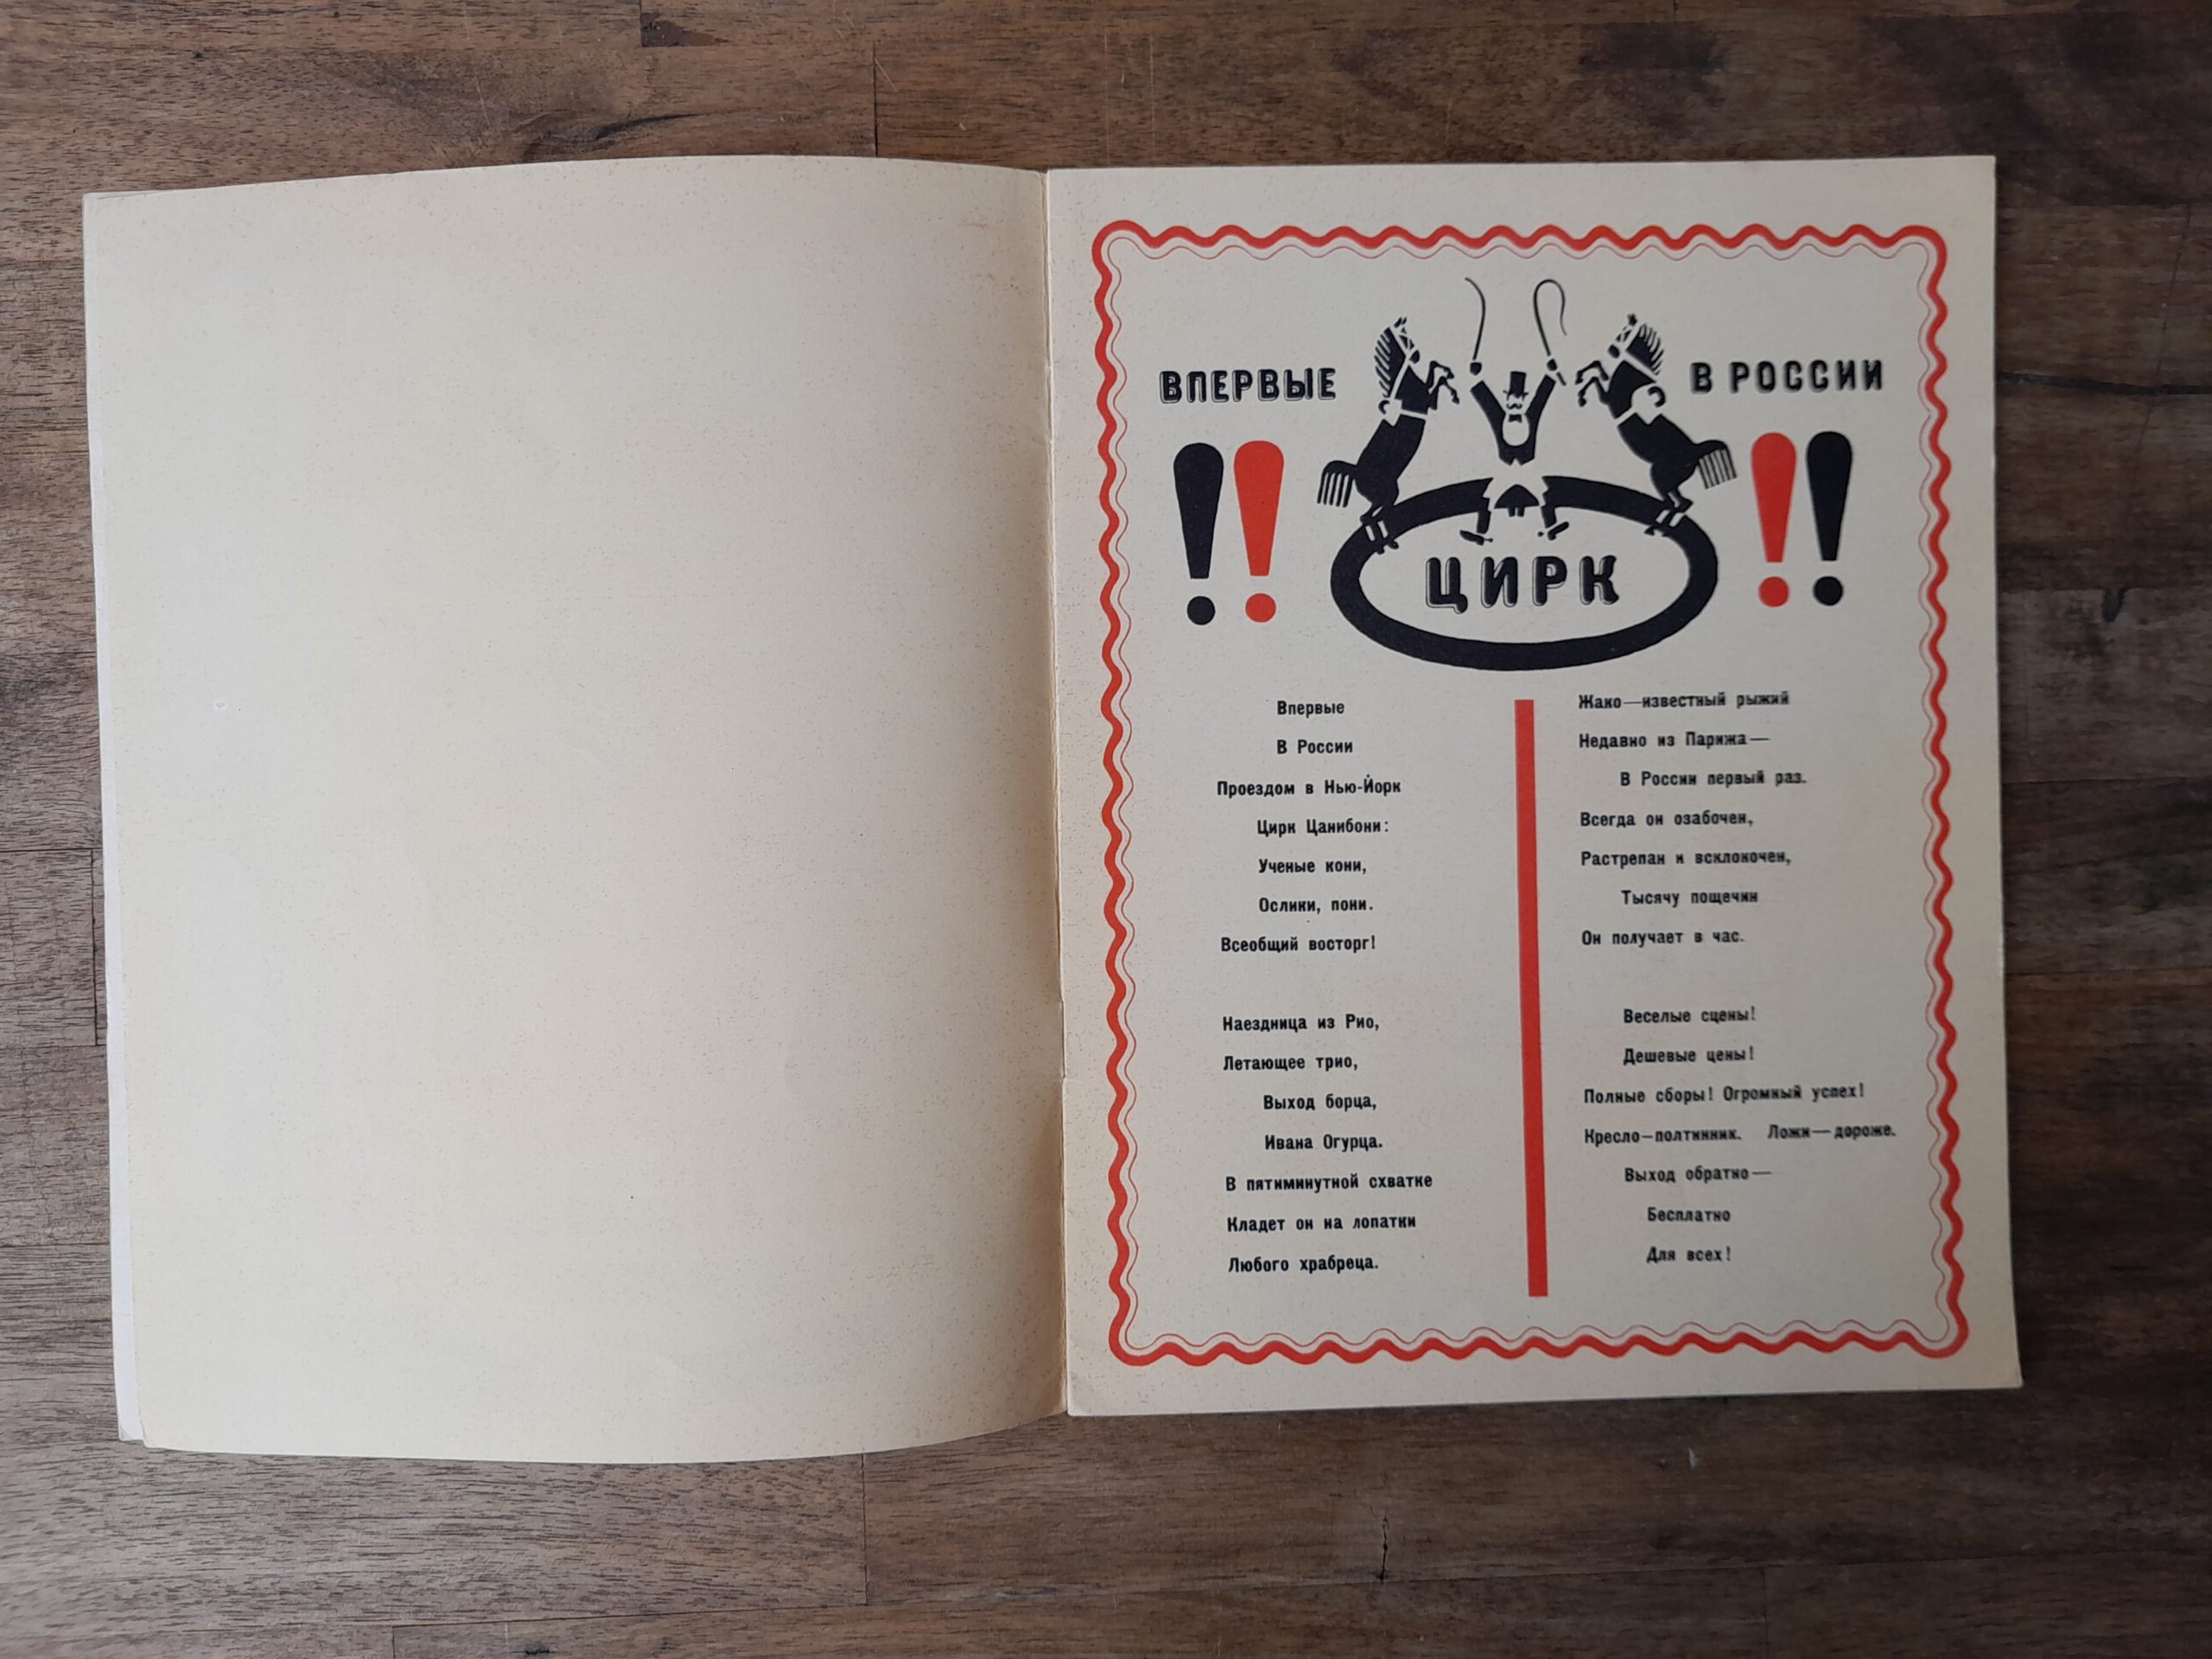 ВПЕРВЫЕ
В РОССИИ
!! !!
ЦИРК
Впервые
В России
Проездом в Нью-Йорк
Цирк Цанибони:
Ученые кони,
Ослики, пони.
Всеобщий восторг!
Наездница из Рио,
Летающее трио,
Выход борца,
Ивана Огурца.
В пятиминутной схватке
Кладет он на лопатки
Любого храбреца.
Жако—известный рыжий
Недавно из Парижа—
В России первый раз.
Всегда он озабочен,
Растрепан и всклокочен,
Тысячу пощечин
Он получает в час.
Веселые сцены!
Дешевые цены!
Полные сборы! Огромный успех!
Кресло—полтинник. Ложи—дороже.
Выход обратно—
Бесплатно
Для всех!